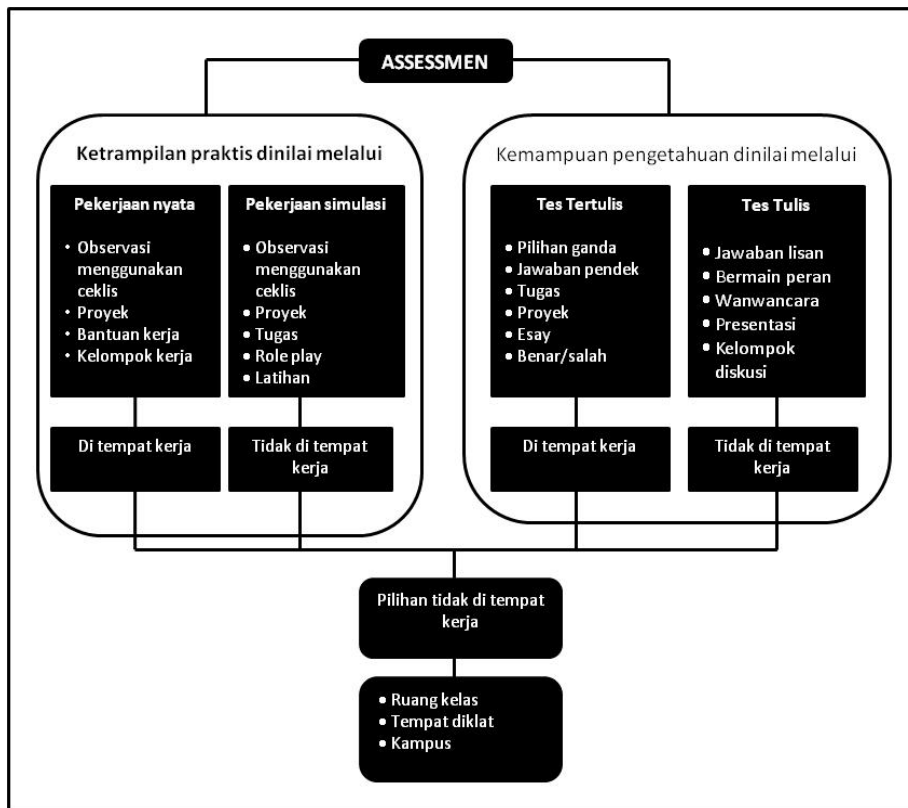 ASSESSMEN
Ketrampilan praktis dinilai melalui
Pekerjaan nyata
• Observasi
menggunakan
ceklis
• Proyek
• Bantuan kerja
• Kelompok kerja
Pekerjaan simulasi
• Observasi
menggunakan
ceklis
• Proyek
• Tugas
• Role play
• Latihan
Di tempat kerja
Tidak di tempat
kerja
Kemampuan pengetahuan dinilai melalui
Tes Tertulis
• Pilihan ganda
• Jawaban pendek
• Tugas
• Proyek
• Esay
• Benar/salah
Tes Tulis
• Jawaban lisan
• Bermain peran
• Wanwancara
• Presentasi
• Kelompok
diskusi
Di tempat kerja
Tidak di tempat
kerja
Pilihan tidak di tempat
kerja
• Ruang kelas
• Tempat diklat
• Kampus